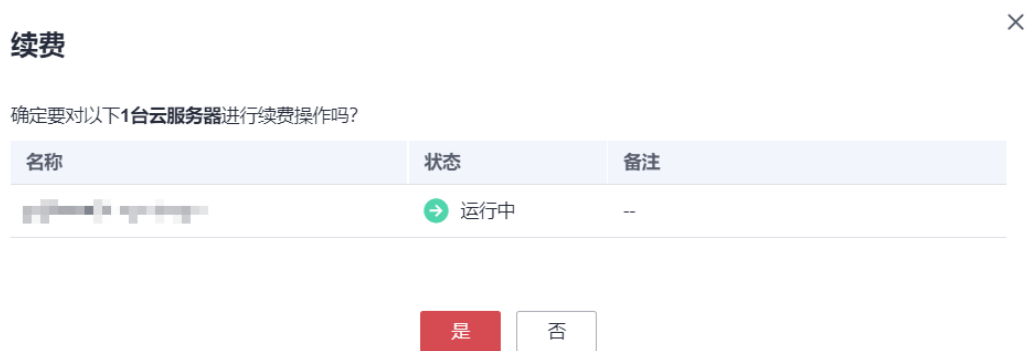 续费
确定要对以下1台云服务器进行续费操作吗?
名称 状态 备注
运行中 --
是 否